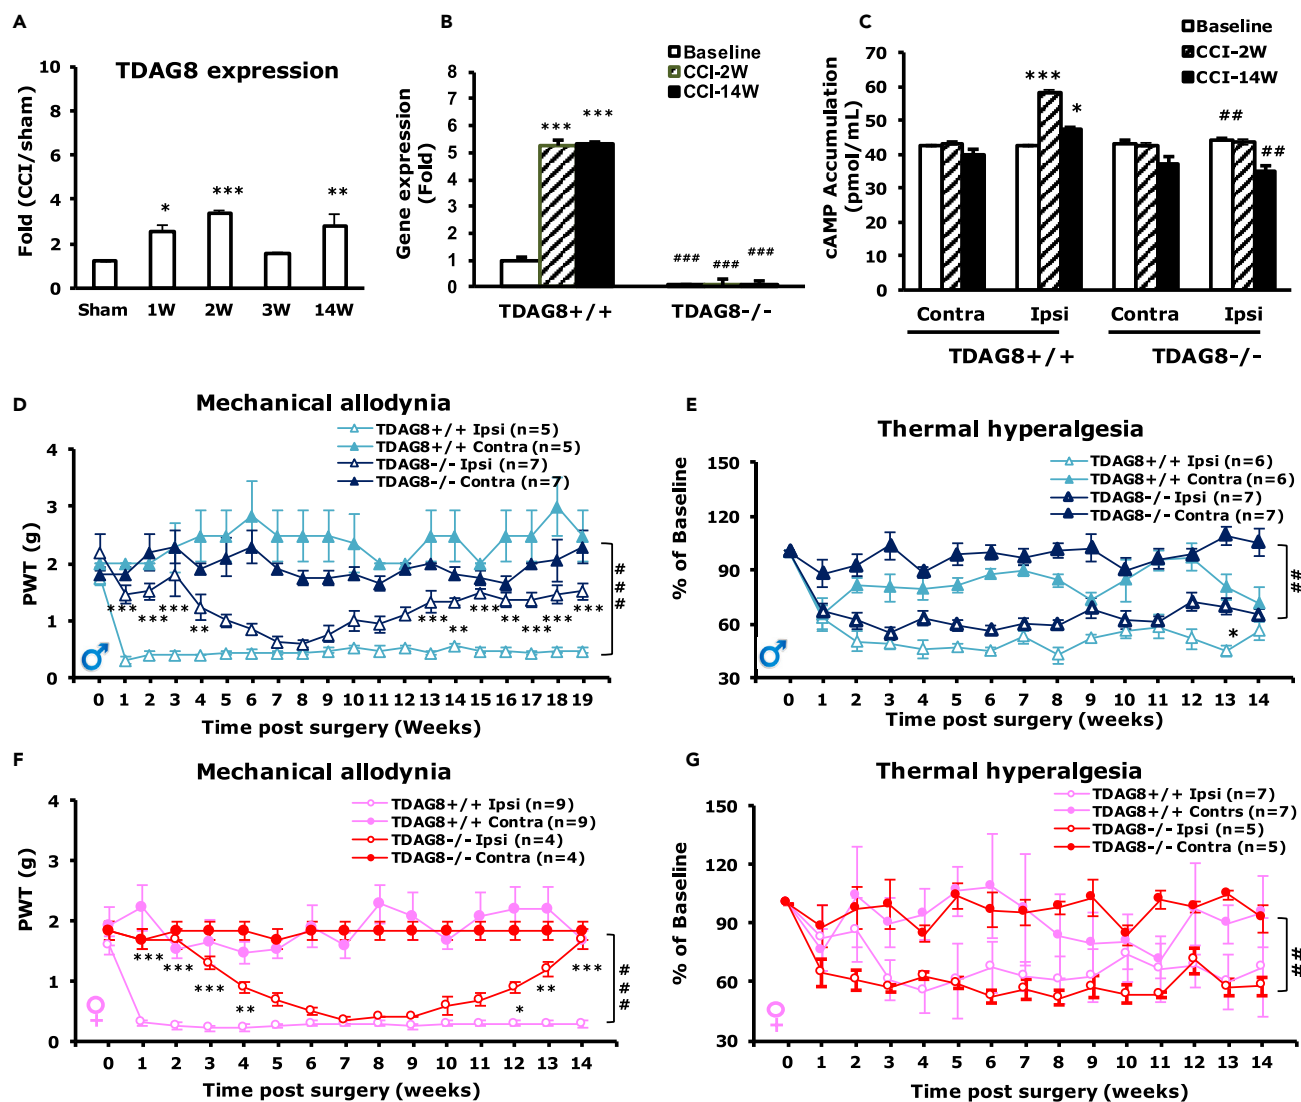 A
TDAG8 expression
Fold (CCI/sham)
10
8
6
4
2
0
*
***
**
Sham 1W 2W 3W 14W
B
Baseline
CCI-2W
CCI-14W
Gene expression
(Fold)
8
7
6
5
4
3
2
1
0
*** ***
### ### ###
TDAG8+/+ TDAG8-/-
C
Baseline
CCI-2W
CCI-14W
cAMP Accumulation
(pmol/mL)
70
60
50
40
30
20
10
0
***
*
##
##
Contra Ipsi Contra Ipsi
TDAG8+/+ TDAG8-/-
D
Mechanical allodynia
TDAG8+/+ Ipsi (n=5)
TDAG8+/+ Contra (n=5)
TDAG8-/- Ipsi (n=7)
TDAG8-/- Contra (n=7)
PWT (g)
4
3
2
1
0
*** *** *** ** *** ** *** ** *** *** ***
###
♂
0 1 2 3 4 5 6 7 8 9 10 11 12 13 14 15 16 17 18 19
Time post surgery (Weeks)
E
Thermal hyperalgesia
TDAG8+/+ Ipsi (n=6)
TDAG8+/+ Contra (n=6)
TDAG8-/- Ipsi (n=7)
TDAG8-/- Contra (n=7)
% of Baseline
150
120
90
60
30
*
##
♂
0 1 2 3 4 5 6 7 8 9 10 11 12 13 14
Time post surgery (weeks)
F
Mechanical allodynia
TDAG8+/+ Ipsi (n=9)
TDAG8+/+ Contra (n=9)
TDAG8-/- Ipsi (n=4)
TDAG8-/- Contra (n=4)
PWT (g)
4
3
2
1
0
*** *** *** ** * ** ***
###
♀
0 1 2 3 4 5 6 7 8 9 10 11 12 13 14
Time post surgery (weeks)
G
Thermal hyperalgesia
TDAG8+/+ Ipsi (n=7)
TDAG8+/+ Contrs (n=7)
TDAG8-/- Ipsi (n=5)
TDAG8-/- Contra (n=5)
% of Baseline
150
120
90
60
30
##
♀
0 1 2 3 4 5 6 7 8 9 10 11 12 13 14
Time post surgery (weeks)